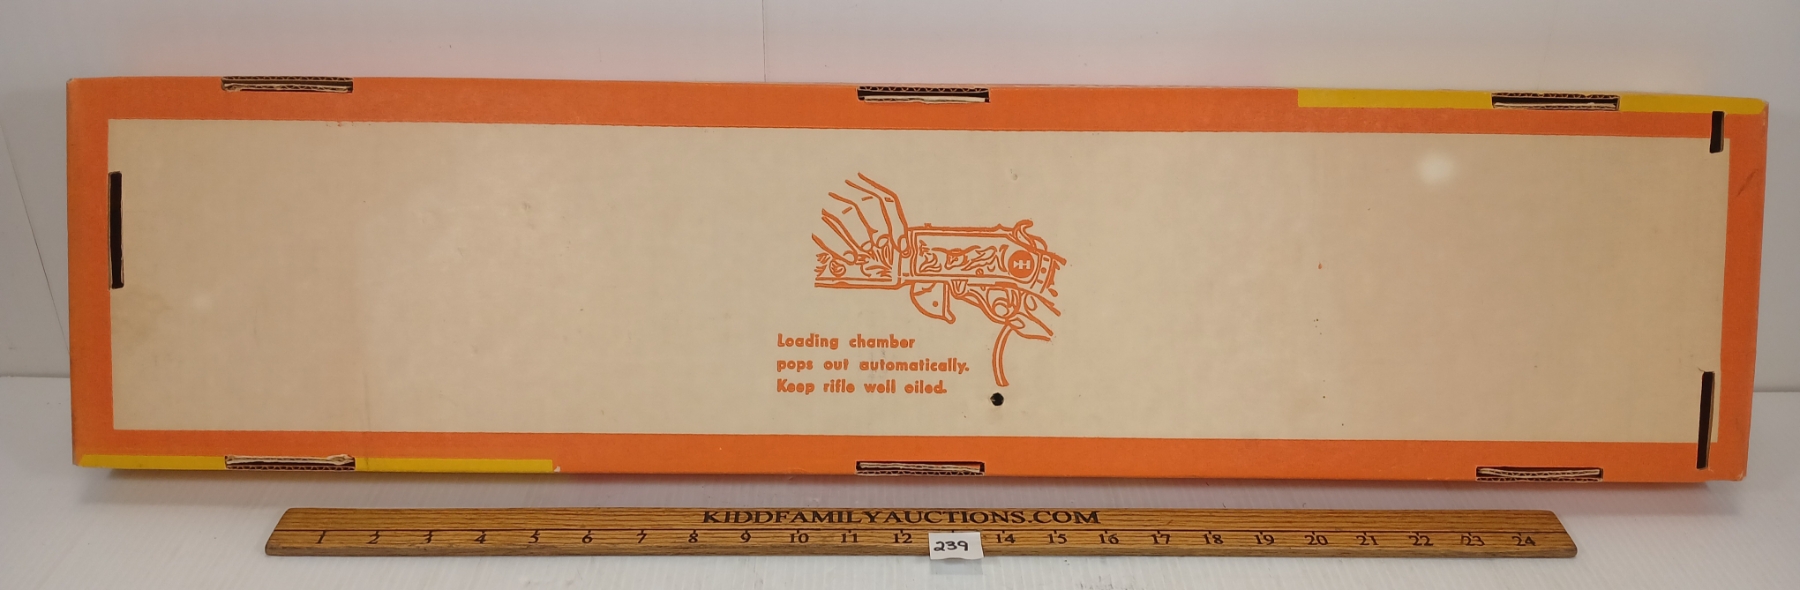 H
Loading chamber
pops out automatically.
Keep rifle well oiled.
KIDDFAMILYAUCTIONS.COM
1 2 3 4 5 6 7 8 9 10 11 12 14 15 16 17 18 19 20 21 22 23 24
239